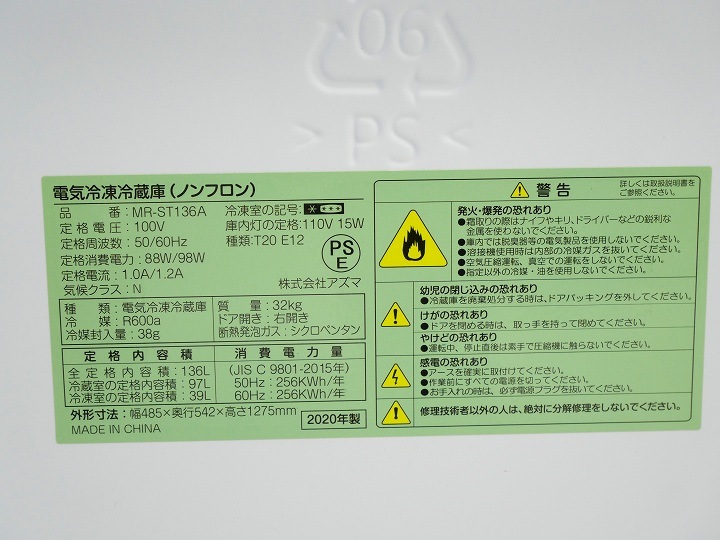 06
> PS <
電気冷凍冷蔵庫(ノンフロン)
品 番:MR-ST136A
定格電圧:100V
定格周波数:50/60Hz
定格消費電力:88W/98W
定格電流:1.0A/1.2A
気候クラス:N
冷凍室の記号:
庫内灯の定格:110V 15W
種類:T20 E12
PS
E
株式会社アズマ
種 類:電気冷凍冷蔵庫
冷 媒:R600a
冷媒封入量:38g
質 量:32kg
ドア開き:右開き
断熱発泡ガス:シクロペンタン
定格内容積
全定格内容積:136L
冷蔵室の定格内容積:97L
冷凍室の定格内容積:39L
消費電力量
(JIS C 9801-2015年)
50Hz:256KWh/年
60Hz:256KWh/年
外形寸法:幅485×奥行542×高さ1275mm
2020年製
MADE IN CHINA
警告
詳しくは取扱説明書を
ご参照ください。
発火・爆発の恐れあり
●霜取りの際はナイフやキリ、ドライバーなどの鋭利な
金属を使わないでください。
●庫内では脱臭器等の電気製品を使用しないでください。
●溶接機使用時は内部の冷媒ガスを抜いてください。
●空気圧縮運転、真空での運転をしないでください。
●指定以外の冷媒・油を使用しないでください。
幼児の閉じ込みの恐れあり
●冷蔵庫を廃棄処分する時は、ドアパッキングを外してください。
けがの恐れあり
●ドアを閉める時は、取っ手を持って閉めてください。
やけどの恐れあり
●運転中、停止直後は素手で圧縮機に触らないでください。
感電の恐れあり
●アースを確実に取付けてください。
●作業前にすべての電源を切ってください。
●お手入れの時は、必ず電源プラグを抜いてください。
修理技術者以外の人は、絶対に分解修理をしないでください。